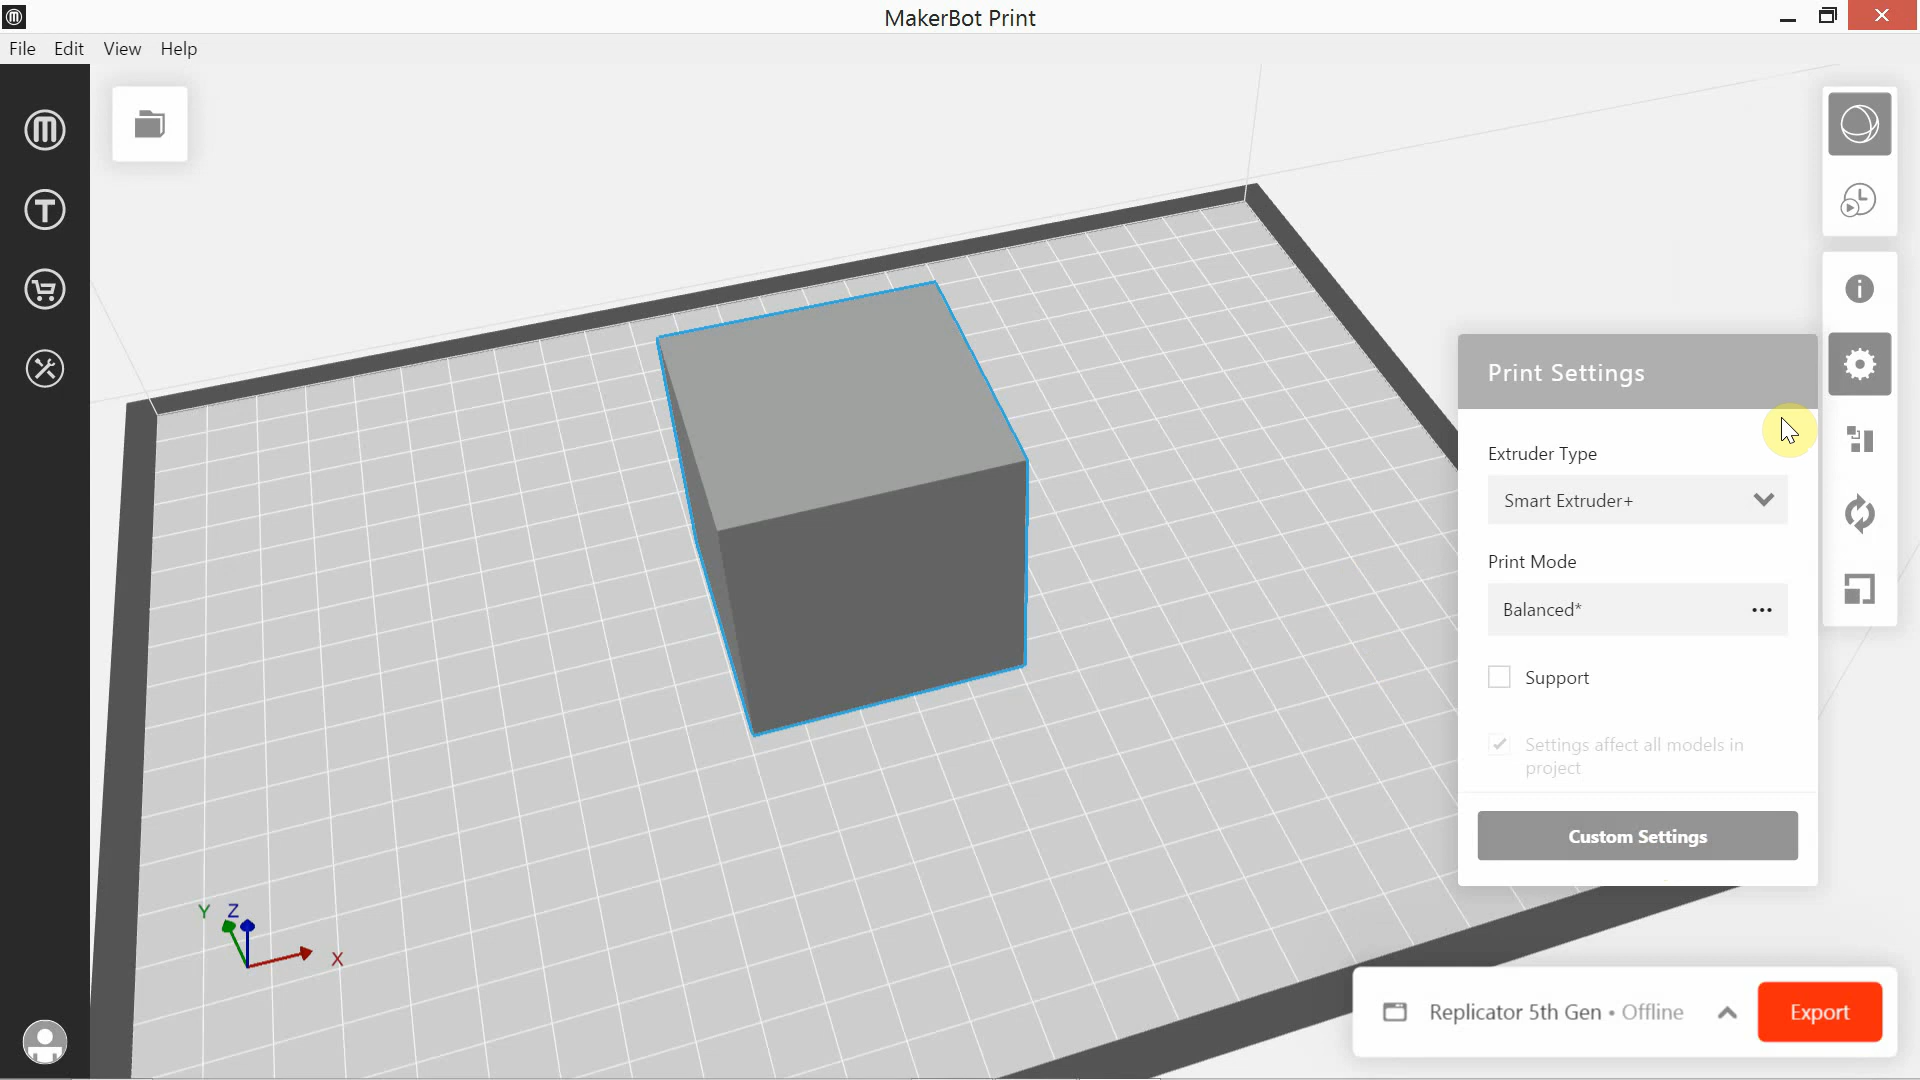 MakerBot Print
File Edit View Help
Print Settings
Extruder Type
Smart Extruder+
Print Mode
Balanced*
Support
Settings affect all models in
project
Custom Settings
Y Z
X
Replicator 5th Gen • Offline
Export